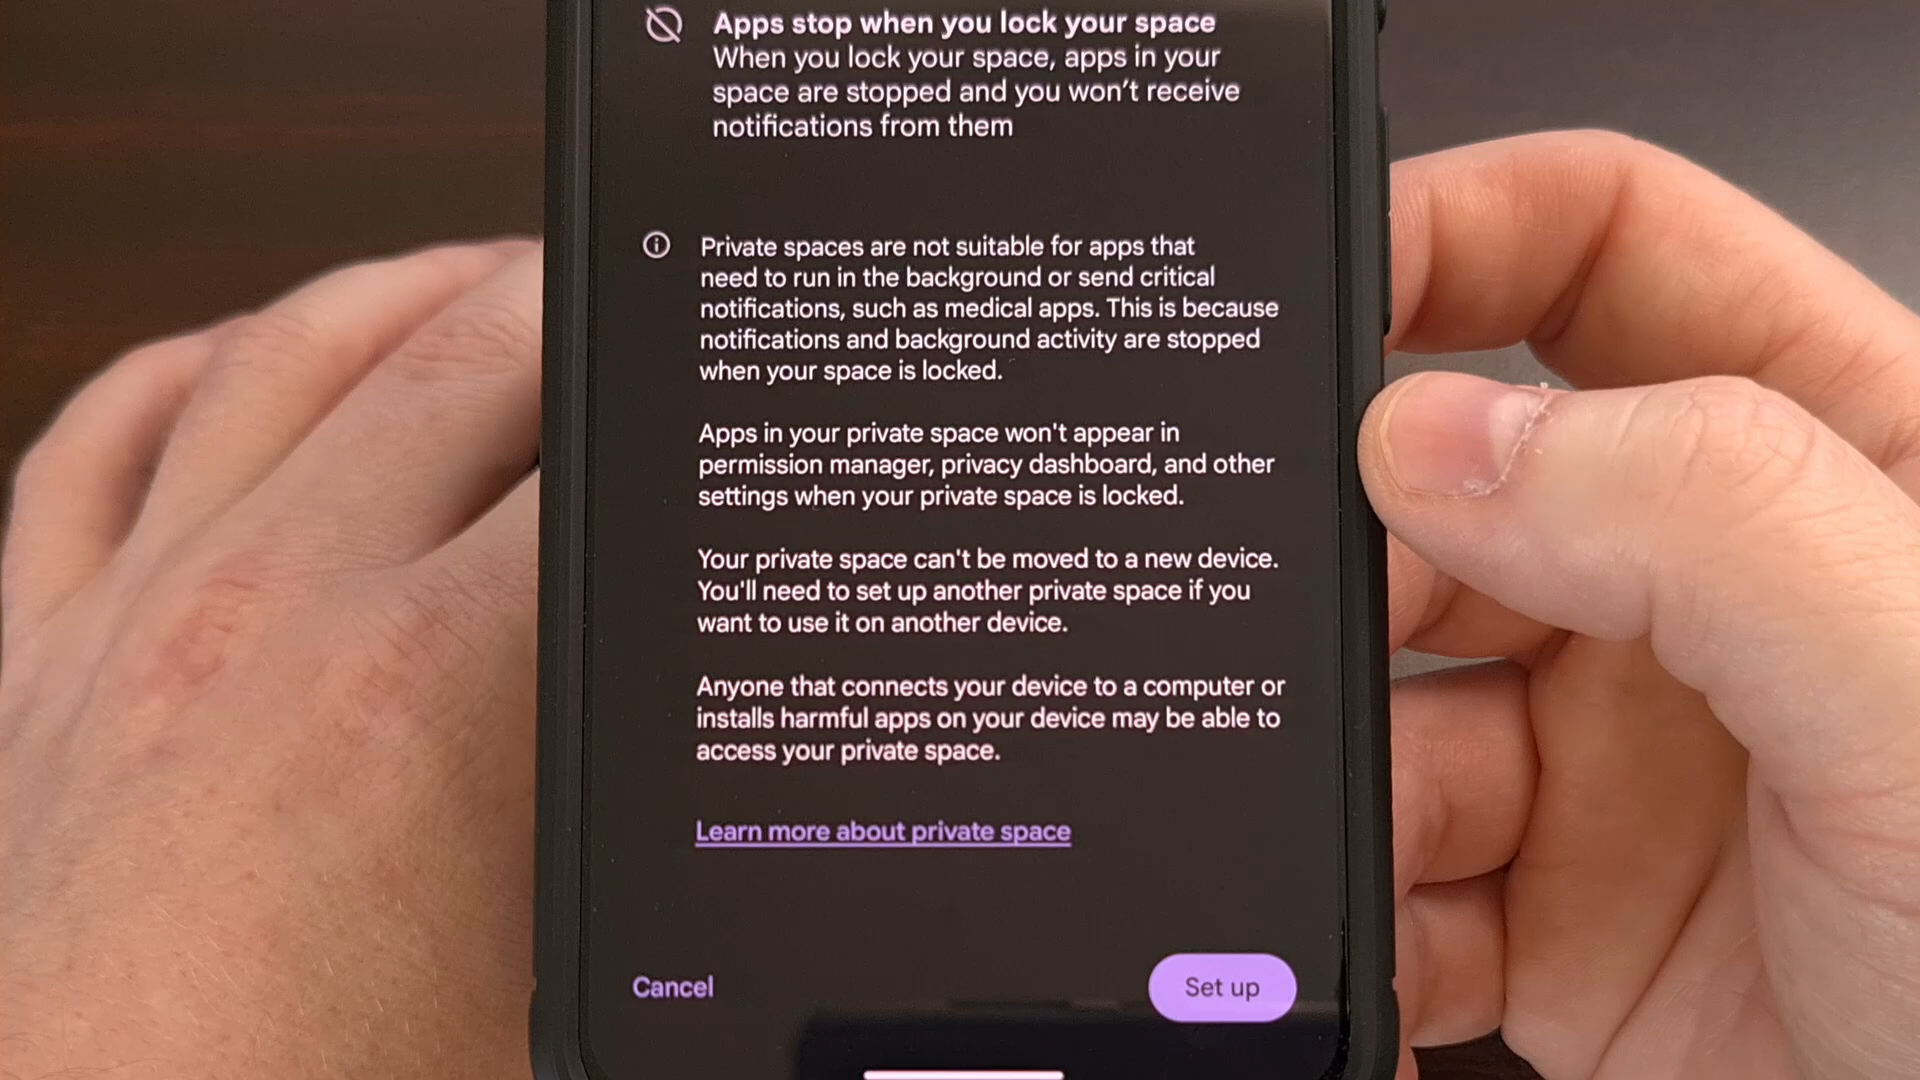 Apps stop when you lock your space
When you lock your space, apps in your
space are stopped and you won’t receive
notifications from them
Private spaces are not suitable for apps that
need to run in the background or send critical
notifications, such as medical apps. This is because
notifications and background activity are stopped
when your space is locked.
Apps in your private space won't appear in
permission manager, privacy dashboard, and other
settings when your private space is locked.
Your private space can't be moved to a new device.
You'll need to set up another private space if you
want to use it on another device.
Anyone that connects your device to a computer or
installs harmful apps on your device may be able to
access your private space.
Learn more about private space
Cancel
Set up